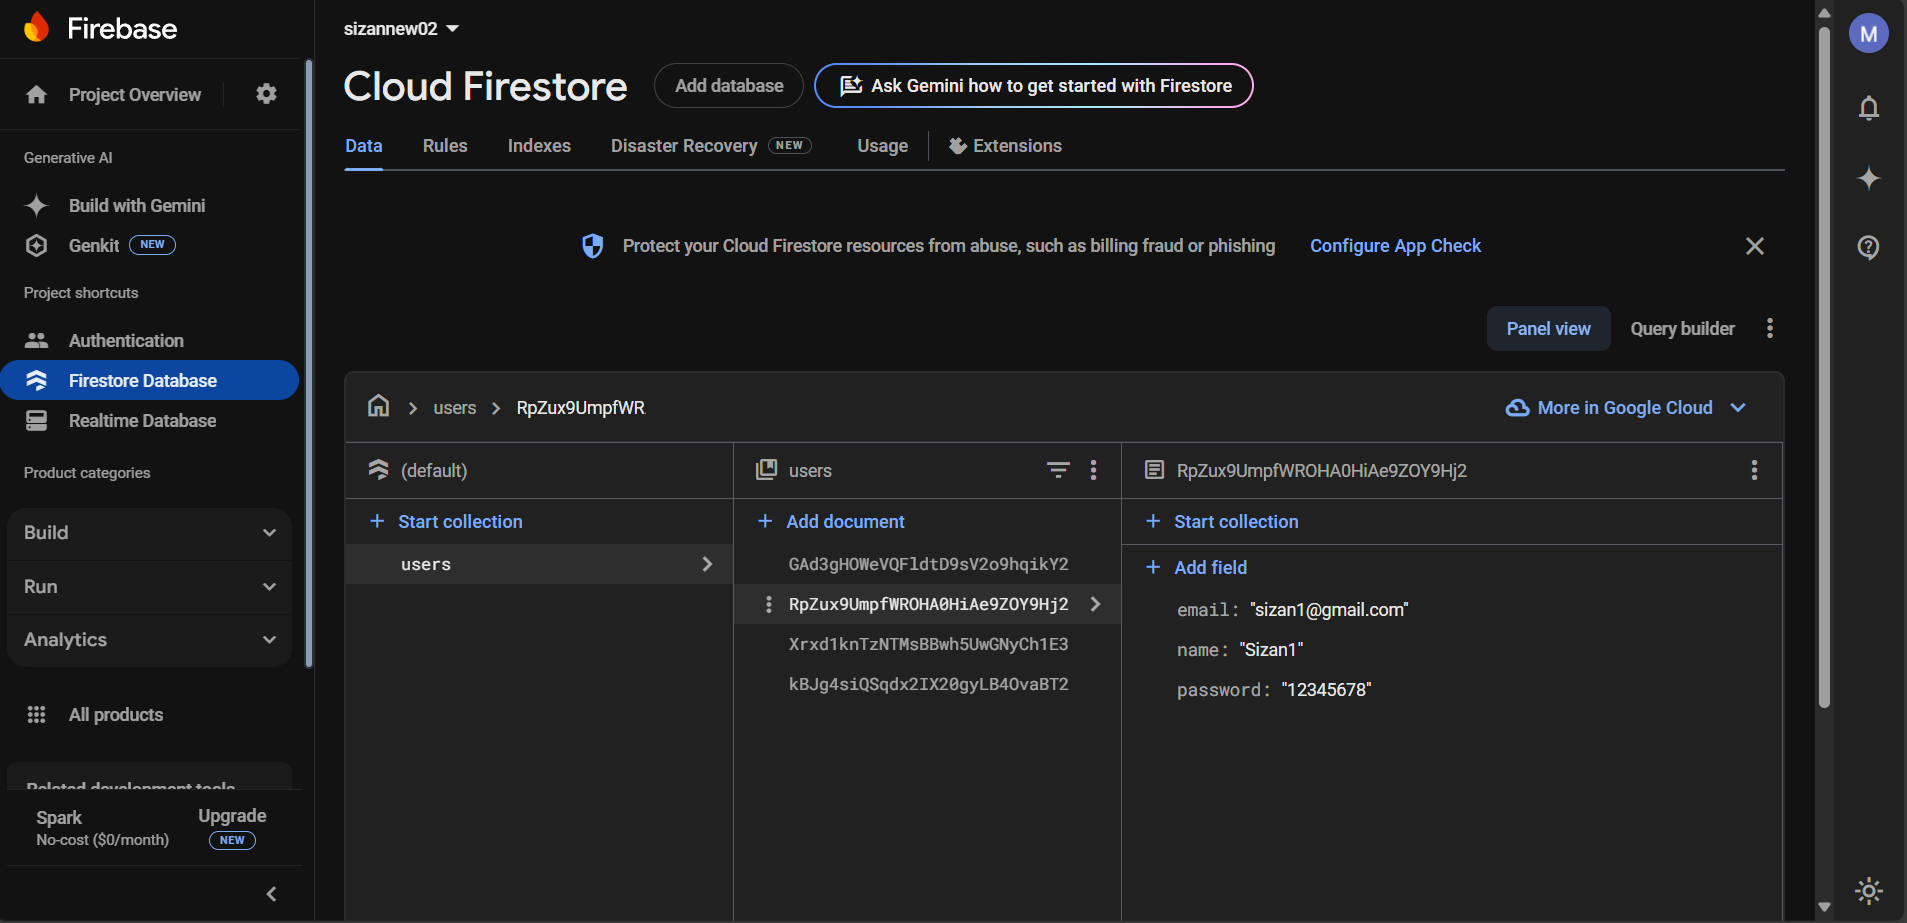 Firebase
Project Overview
Generative AI
Build with Gemini
Genkit NEW
Project shortcuts
Authentication
Firestore Database
Realtime Database
Product categories
Build
Run
Analytics
All products
Related development tools
Spark
No-cost ($0/month)
Upgrade
NEW
sizannew02
Cloud Firestore
Add database
Ask Gemini how to get started with Firestore
Data Rules Indexes Disaster Recovery NEW Usage Extensions
Protect your Cloud Firestore resources from abuse, such as billing fraud or phishing Configure App Check
Panel view Query builder
users RpZux9UmpfWR
More in Google Cloud
(default)
+ Start collection
users
users
+ Add document
GAd3gHOWeVQFldtD9sV2o9hqikY2
RpZux9UmpfWROHA0HiAe9ZOY9Hj2
Xrxd1knTzNTMsBBwh5UwGNyCh1E3
kBJg4siQSqdx2IX20gyLB4OvaBT2
RpZux9UmpfWROHA0HiAe9ZOY9Hj2
+ Start collection
+ Add field
email: "sizan1@gmail.com"
name: "Sizan1"
password: "12345678"
M